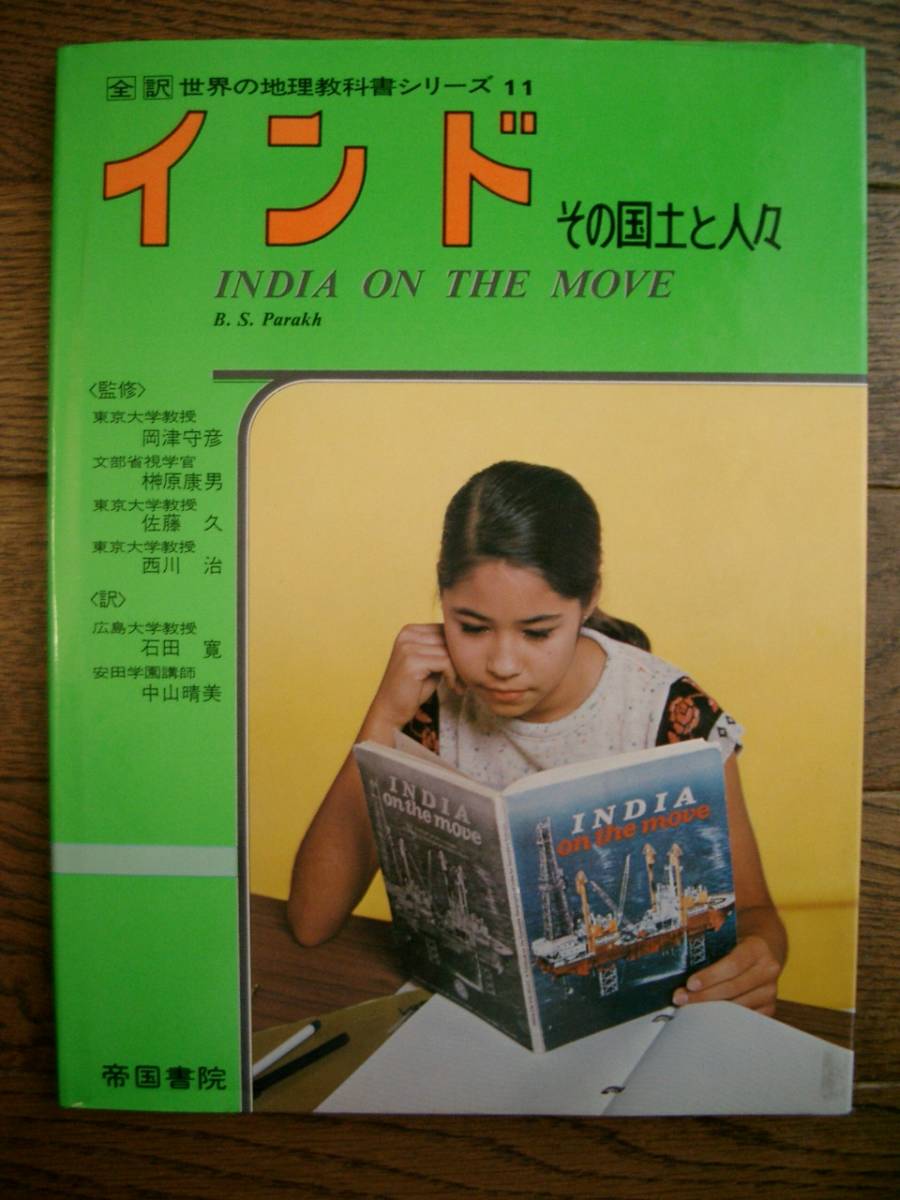 全訳 世界の地理教科書シリーズ 11
インド その国土と人々
INDIA ON THE MOVE
B. S. Parakh
〈監修〉
東京大学教授
岡津守彦
文部省視学官
榊原康男
東京大学教授
佐藤 久
東京大学教授
西川 治
〈訳〉
広島大学教授
石田 寛
安田学園講師
中山晴美
INDIA
on the move
INDIA
on the move
帝国書院